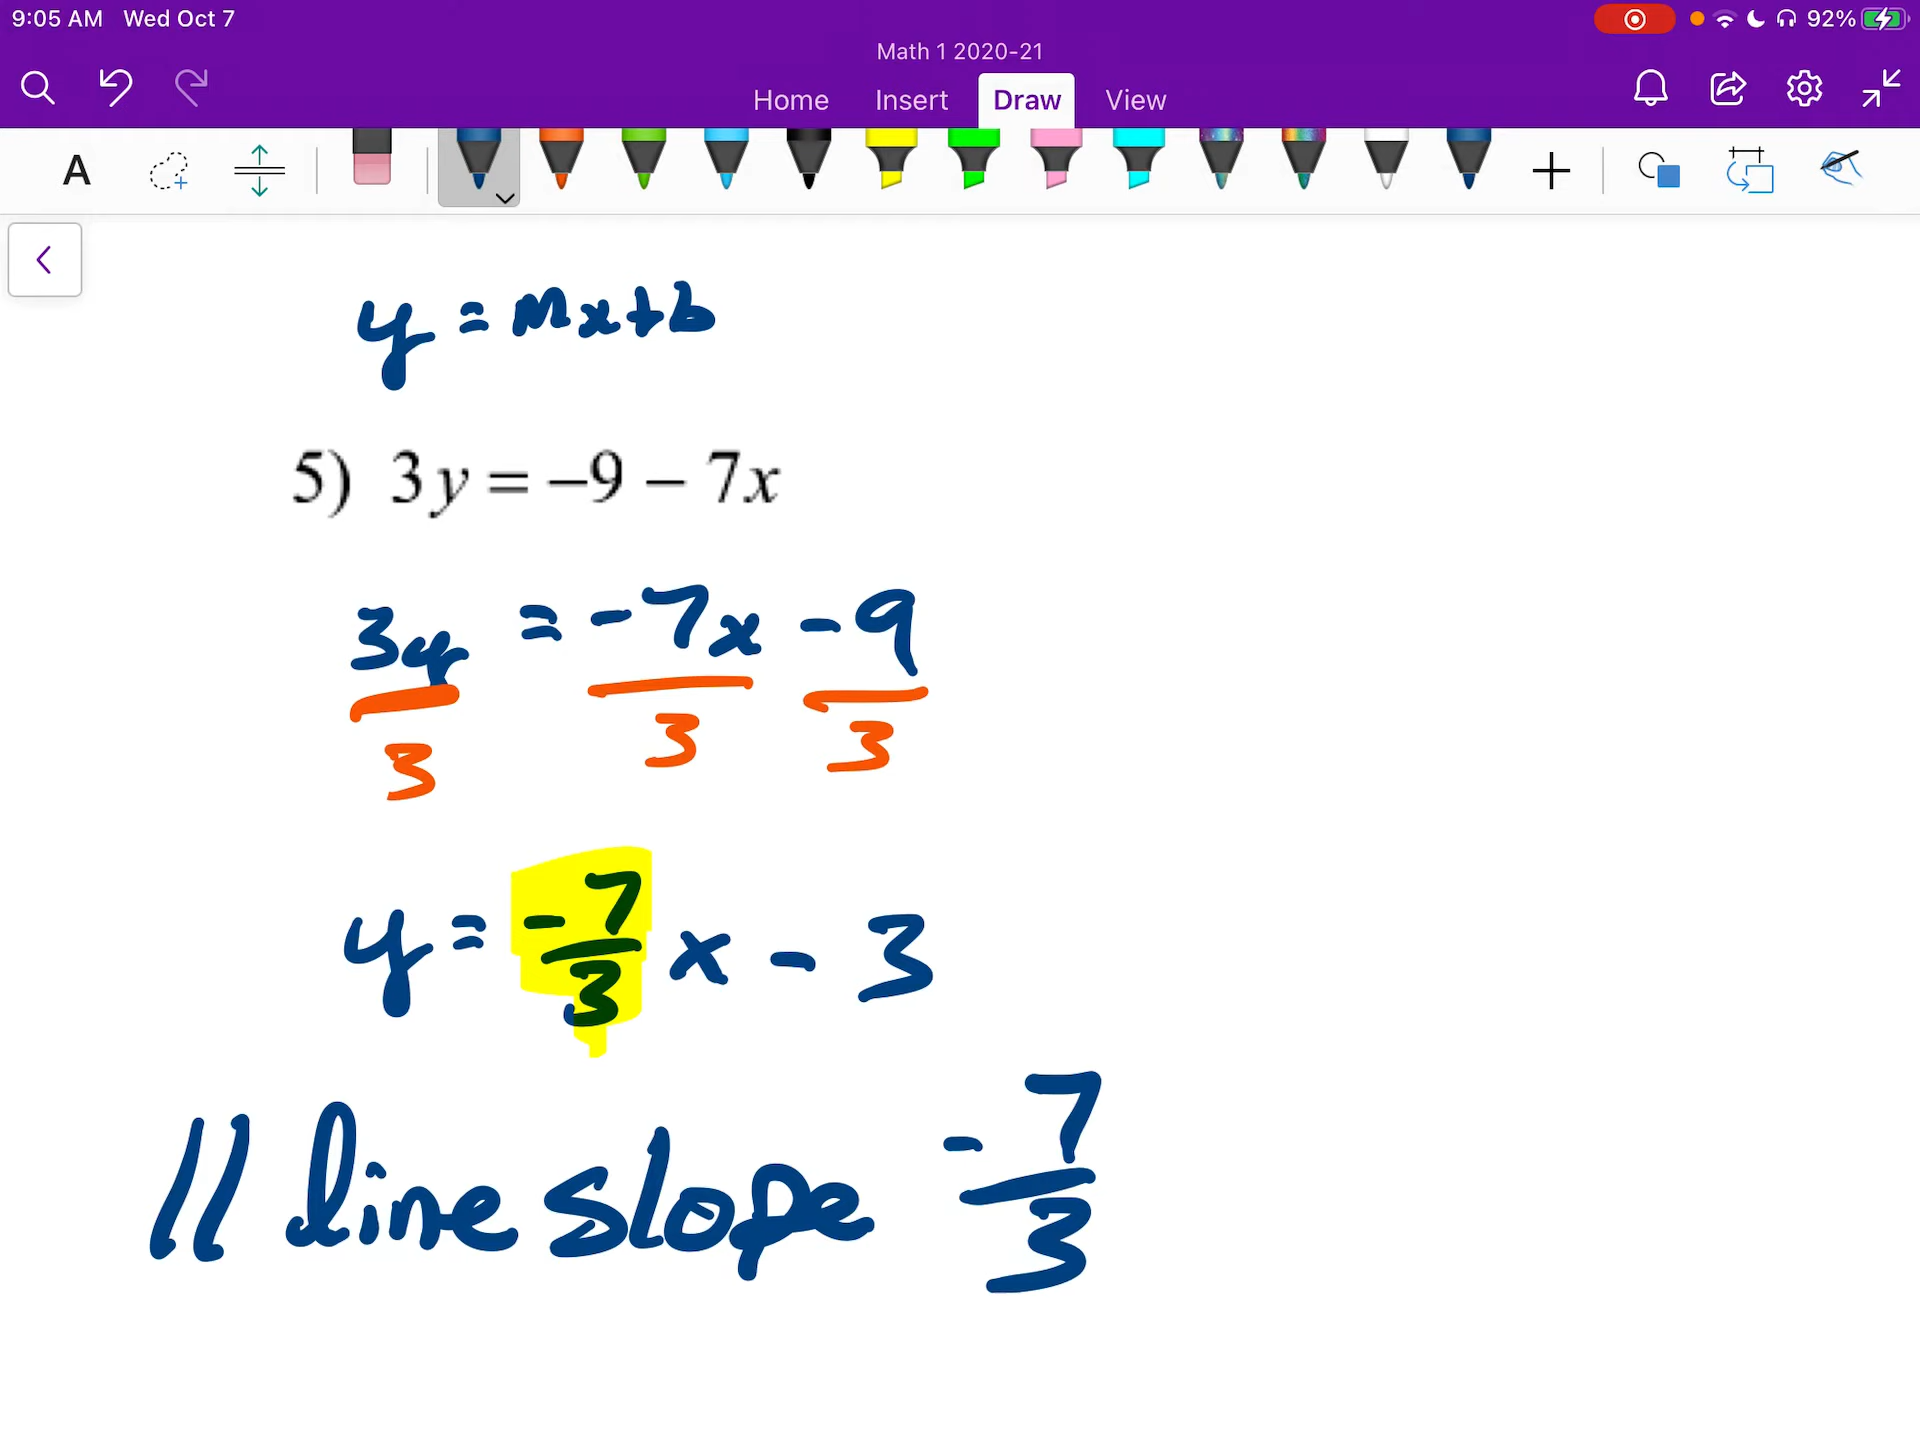 9:05 AM Wed Oct 7 92%
Math 1 2020-21
Home Insert Draw View
A
y = mx+b
5) 3y = −9 − 7x
3y = -7x - 9
3 3 3
y = -7/3 x - 3
// line slope -7/3